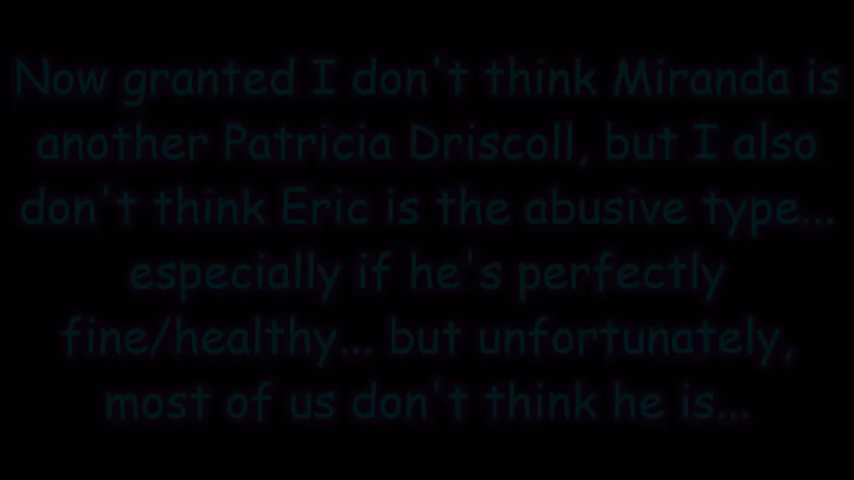 Now granted I don't think Miranda is
another Patricia Driscoll, but I also
don't think Eric is the abusive type...
especially if he's perfectly
fine/healthy... but unfortunately,
most of us don't think he is...